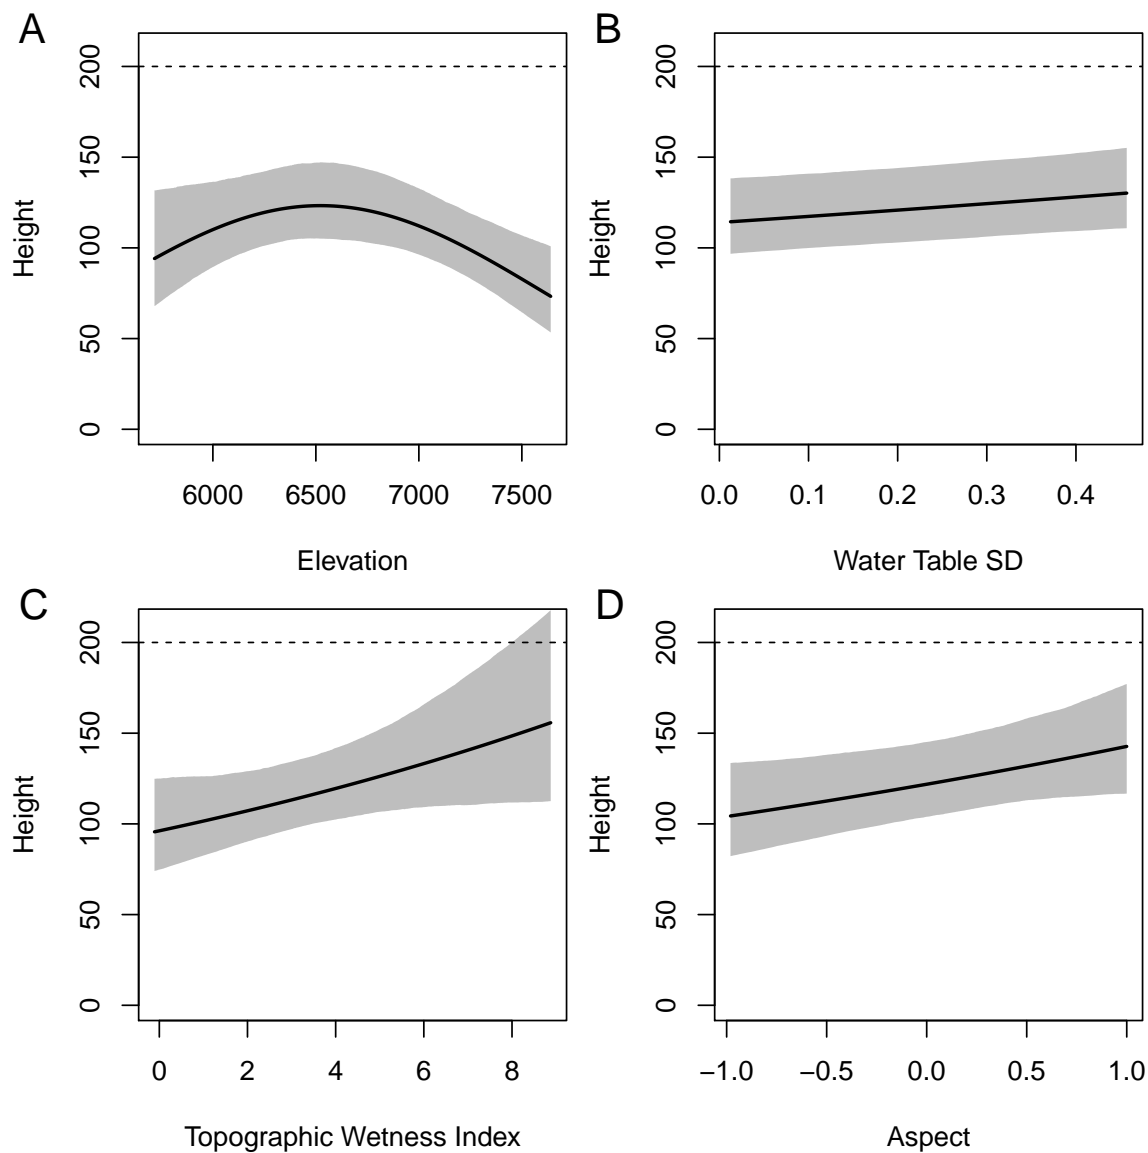 A
Height
0 50 100 150 200
6000 6500 7000 7500
Elevation
B
Height
0 50 100 150 200
0.0 0.1 0.2 0.3 0.4
Water Table SD
C
Height
0 50 100 150 200
0 2 4 6 8
Topographic Wetness Index
D
Height
0 50 100 150 200
−1.0 −0.5 0.0 0.5 1.0
Aspect